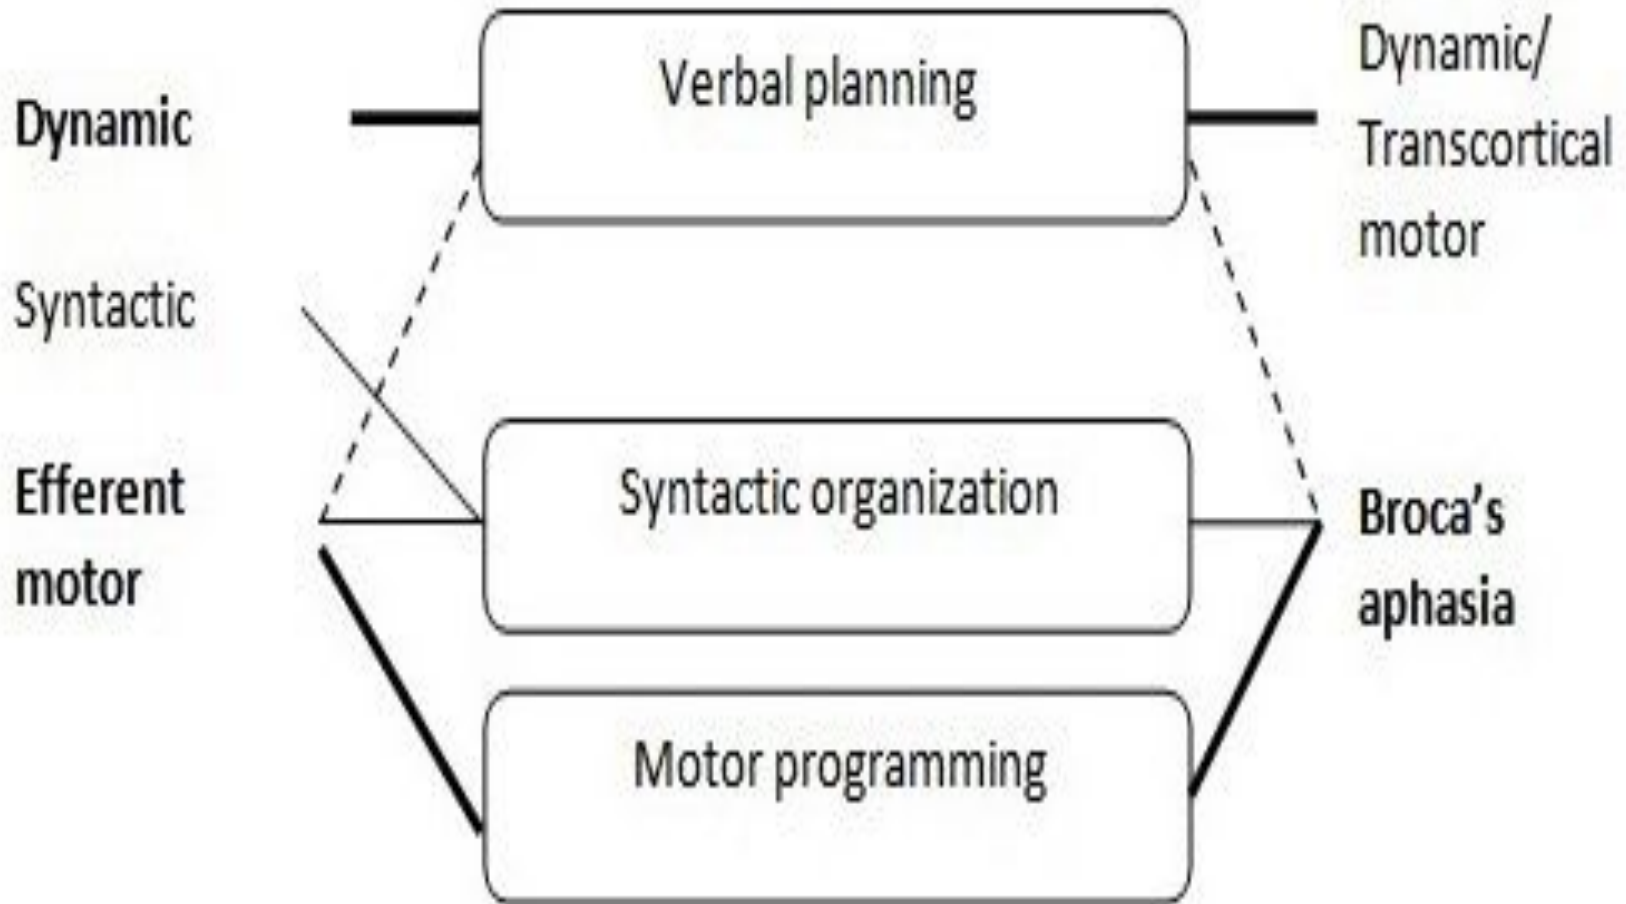 Dynamic
Verbal planning
Dynamic/
Transcortical
motor
Syntactic
Efferent
motor
Syntactic organization
Broca’s
aphasia
Motor programming